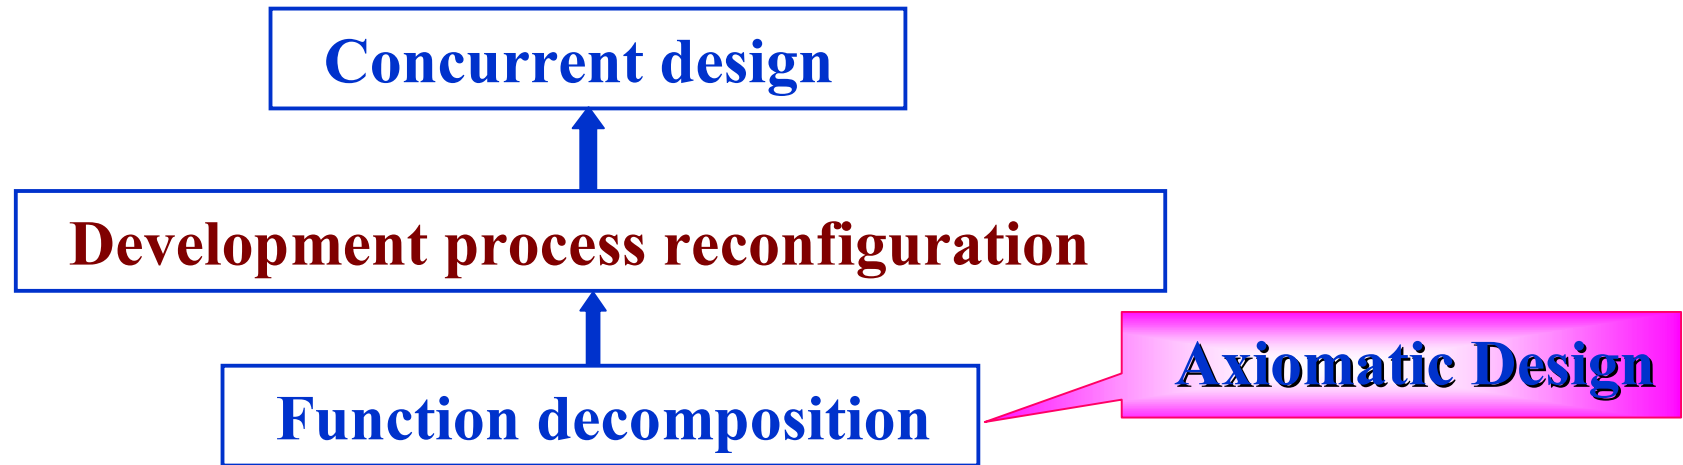 Concurrent design
Development process reconfiguration
Axiomatic Design
Function decomposition